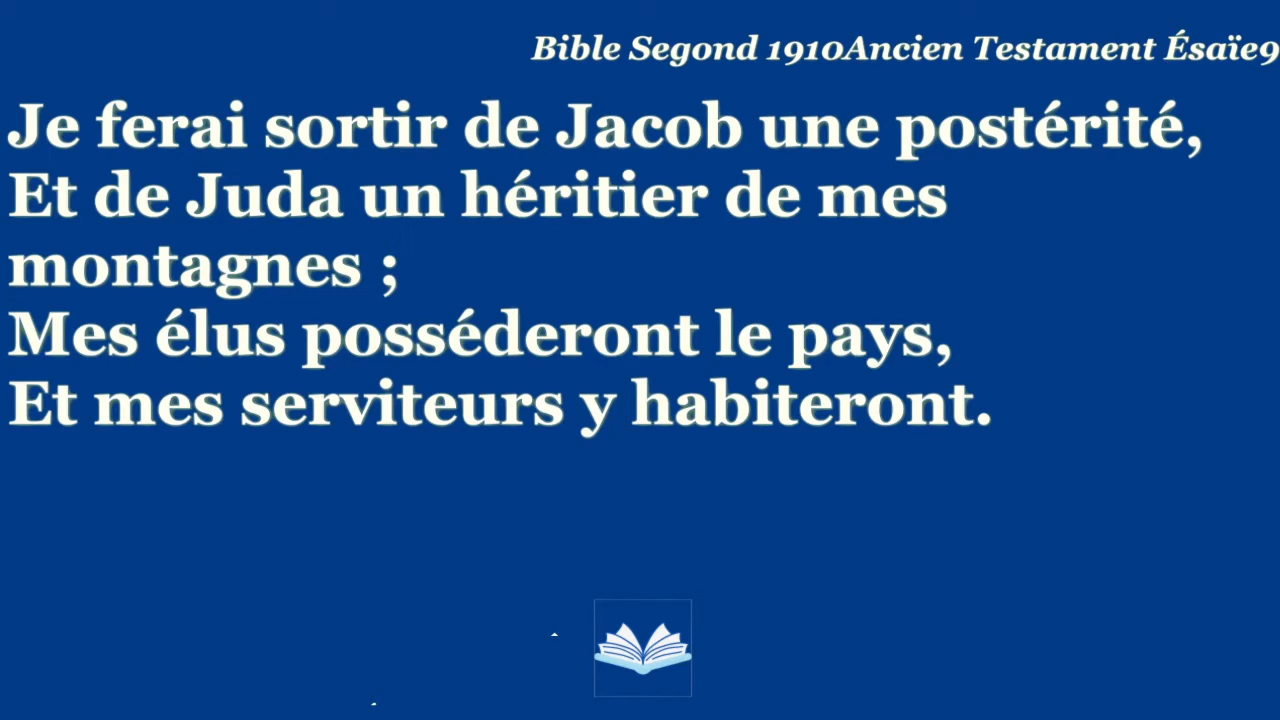 Bible Segond 1910Ancien Testament Ésaïe9
Je ferai sortir de Jacob une postérité,
Et de Juda un héritier de mes
montagnes ;
Mes élus posséderont le pays,
Et mes serviteurs y habiteront.